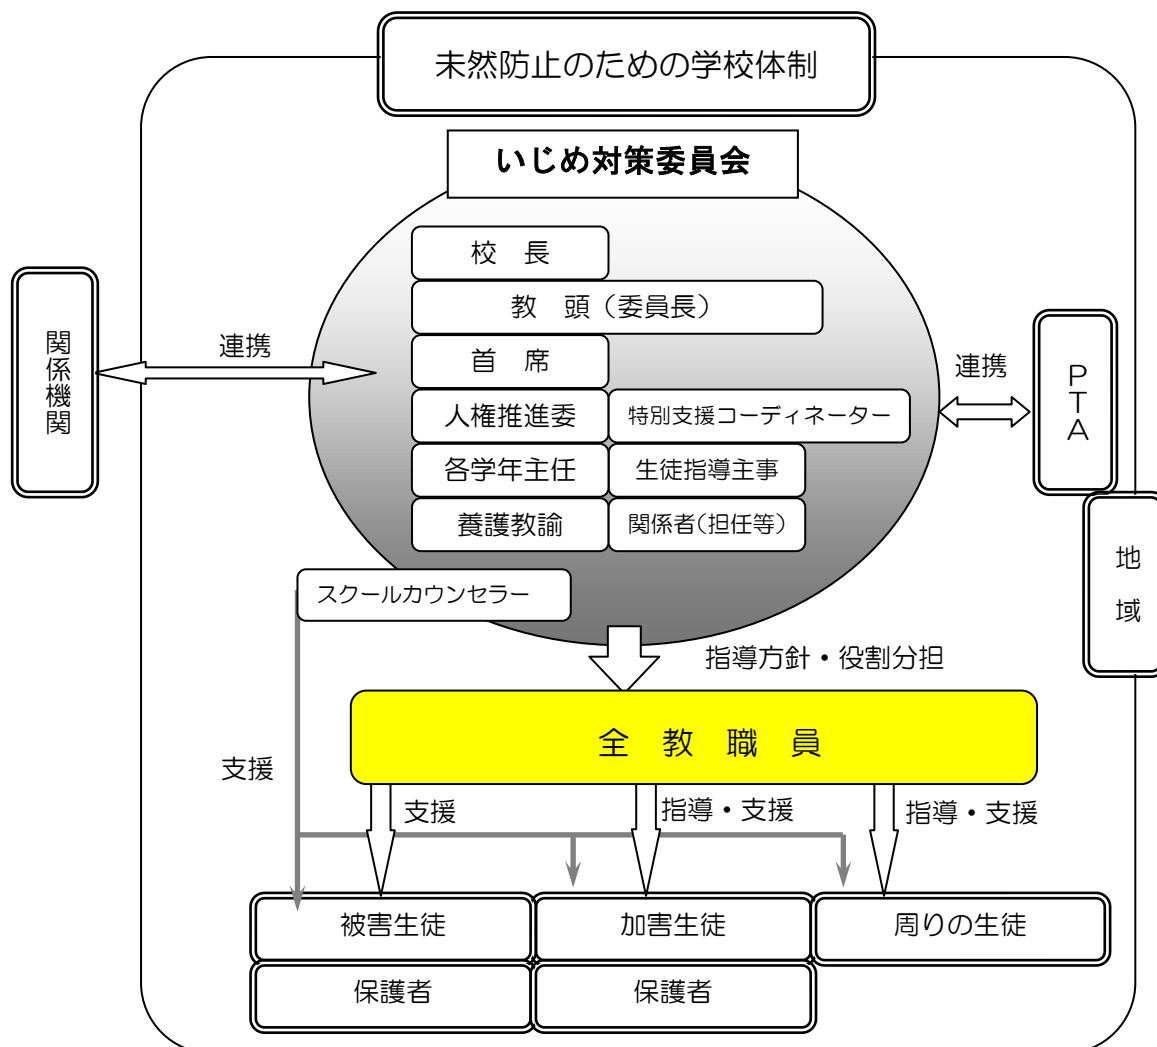 未然防止のための学校体制
いじめ対策委員会
校　長
教　頭（委員長）
首　席
人権推進委
特別支援コーディネーター
各学年主任
生徒指導主事
養護教諭
関係者（担任等）
スクールカウンセラー
関係機関
連携
連携
ＰＴＡ
地域
指導方針・役割分担
全　教　職　員
支援
支援
指導・支援
指導・支援
被害生徒
加害生徒
周りの生徒
保護者
保護者